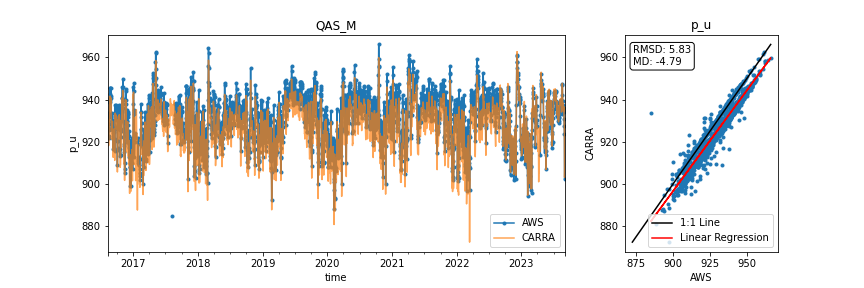 QAS_M
p_u
960
940
920
900
880
p_u
2017
2018
2019
2020
2021
2022
2023
time
AWS
CARRA
p_u
RMSD: 5.83
MD: -4.79
960
940
920
900
880
CARRA
875
900
925
950
AWS
1:1 Line
Linear Regression